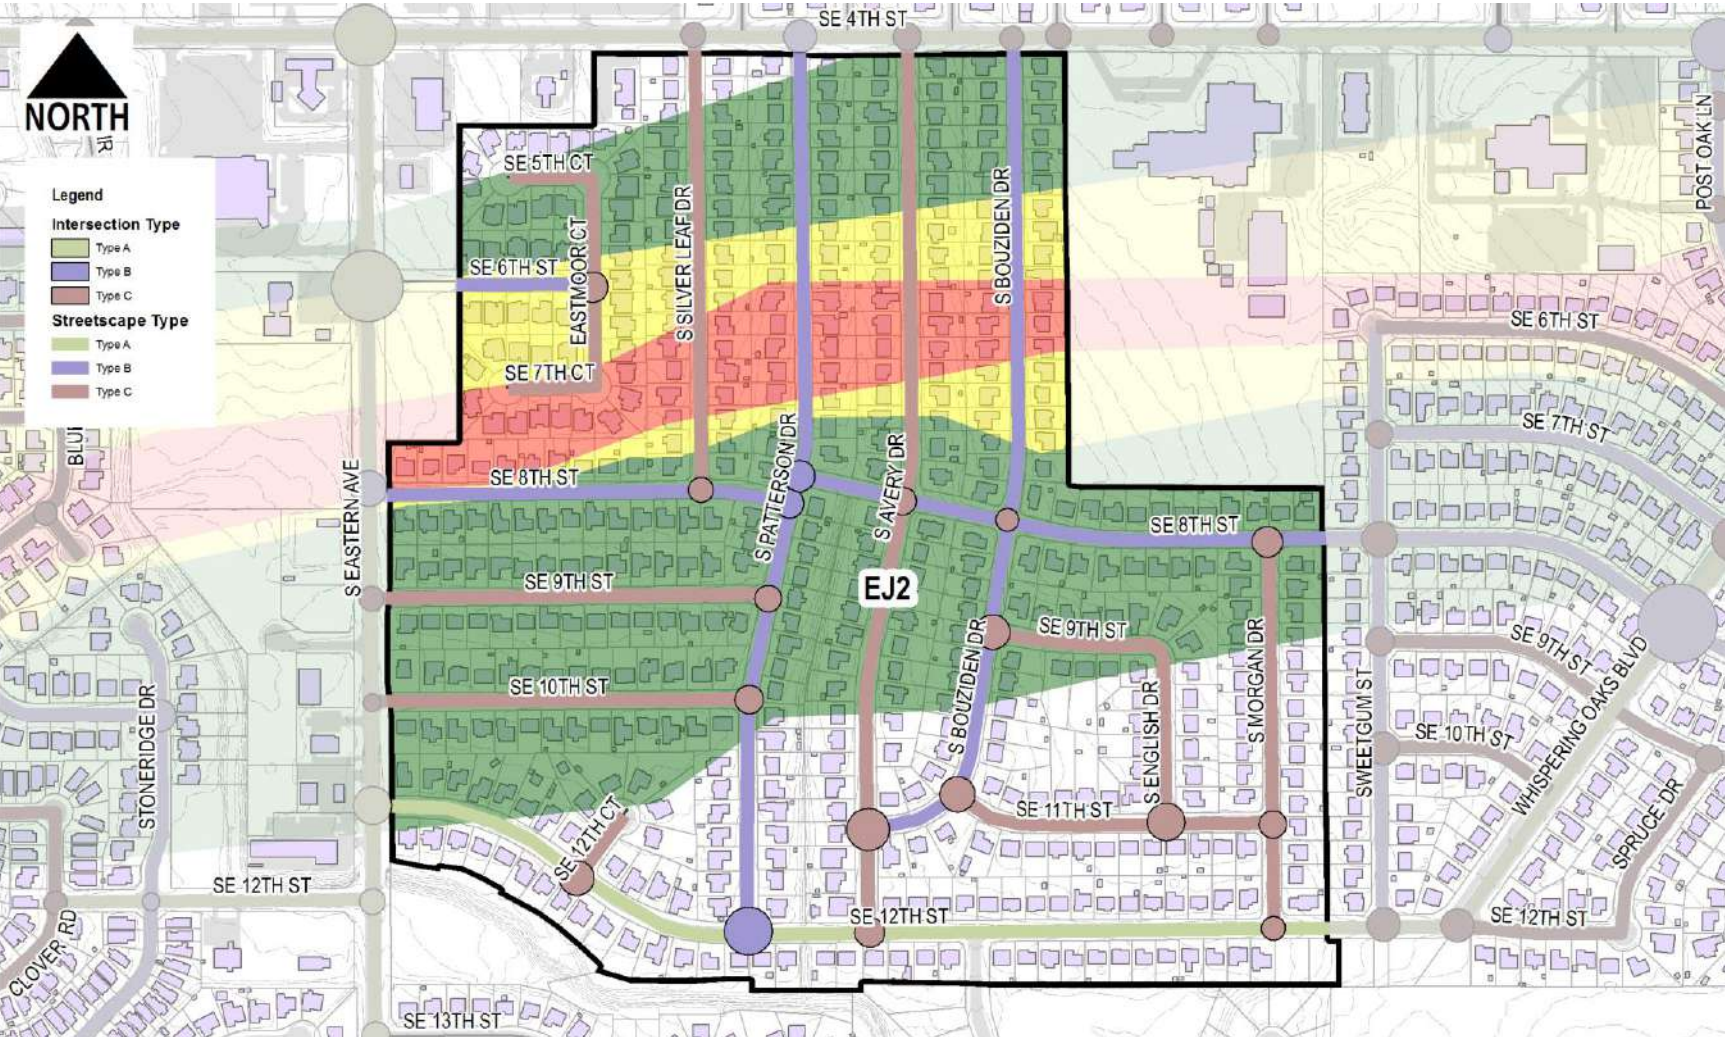 SE 4TH ST
NORTH
IR
Legend
Intersection Type
Type A
Type B
Type C
Streetscape Type
Type A
Type B
Type C
SE 5TH CT
EASTMOOR CT
SE 6TH ST
SE 7TH CT
S SILVER LEAF DR
S BOUZIDEN DR
POST OAK LN
SE 6TH ST
SE 7TH ST
S EASTERN AVE
SE 8TH ST
S PATTERSON DR
S AVERY DR
SE 8TH ST
SE 9TH ST
EJ2
SE 9TH ST
SE 9TH ST
SE 10TH ST
S BOUZIDEN DR
S ENGLISH DR
S MORGAN DR
SWEETGUM ST
SE 10TH ST
WHISPERING OAKS BLVD
SPRUCE DR
STONERIDGE DR
SE 11TH ST
SE 12TH CT
SE 12TH ST
SE 12TH ST
SE 12TH ST
CLOVER RD
SE 13TH ST